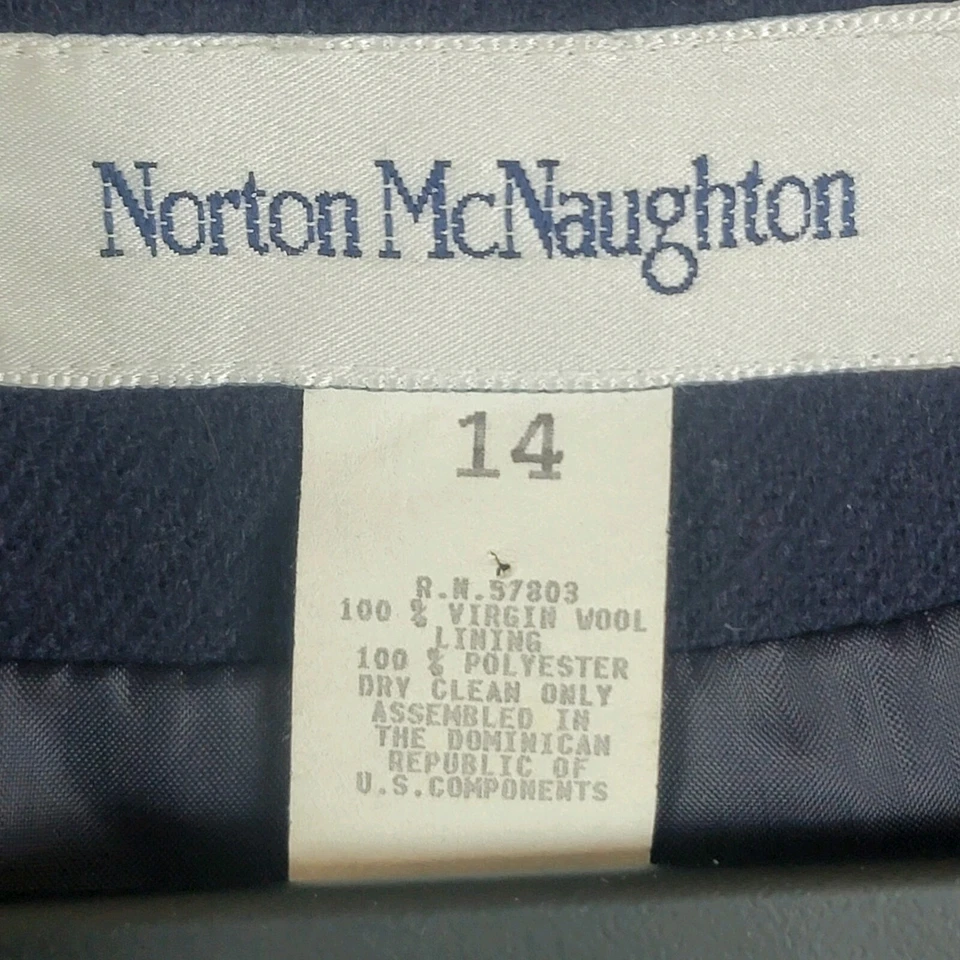 Norton McNaughton
14
R.N.57803
100 % VIRGIN WOOL
LINING
100 % POLYESTER
DRY CLEAN ONLY
ASSEMBLED IN
THE DOMINICAN
REPUBLIC OF
U.S.COMPONENTS